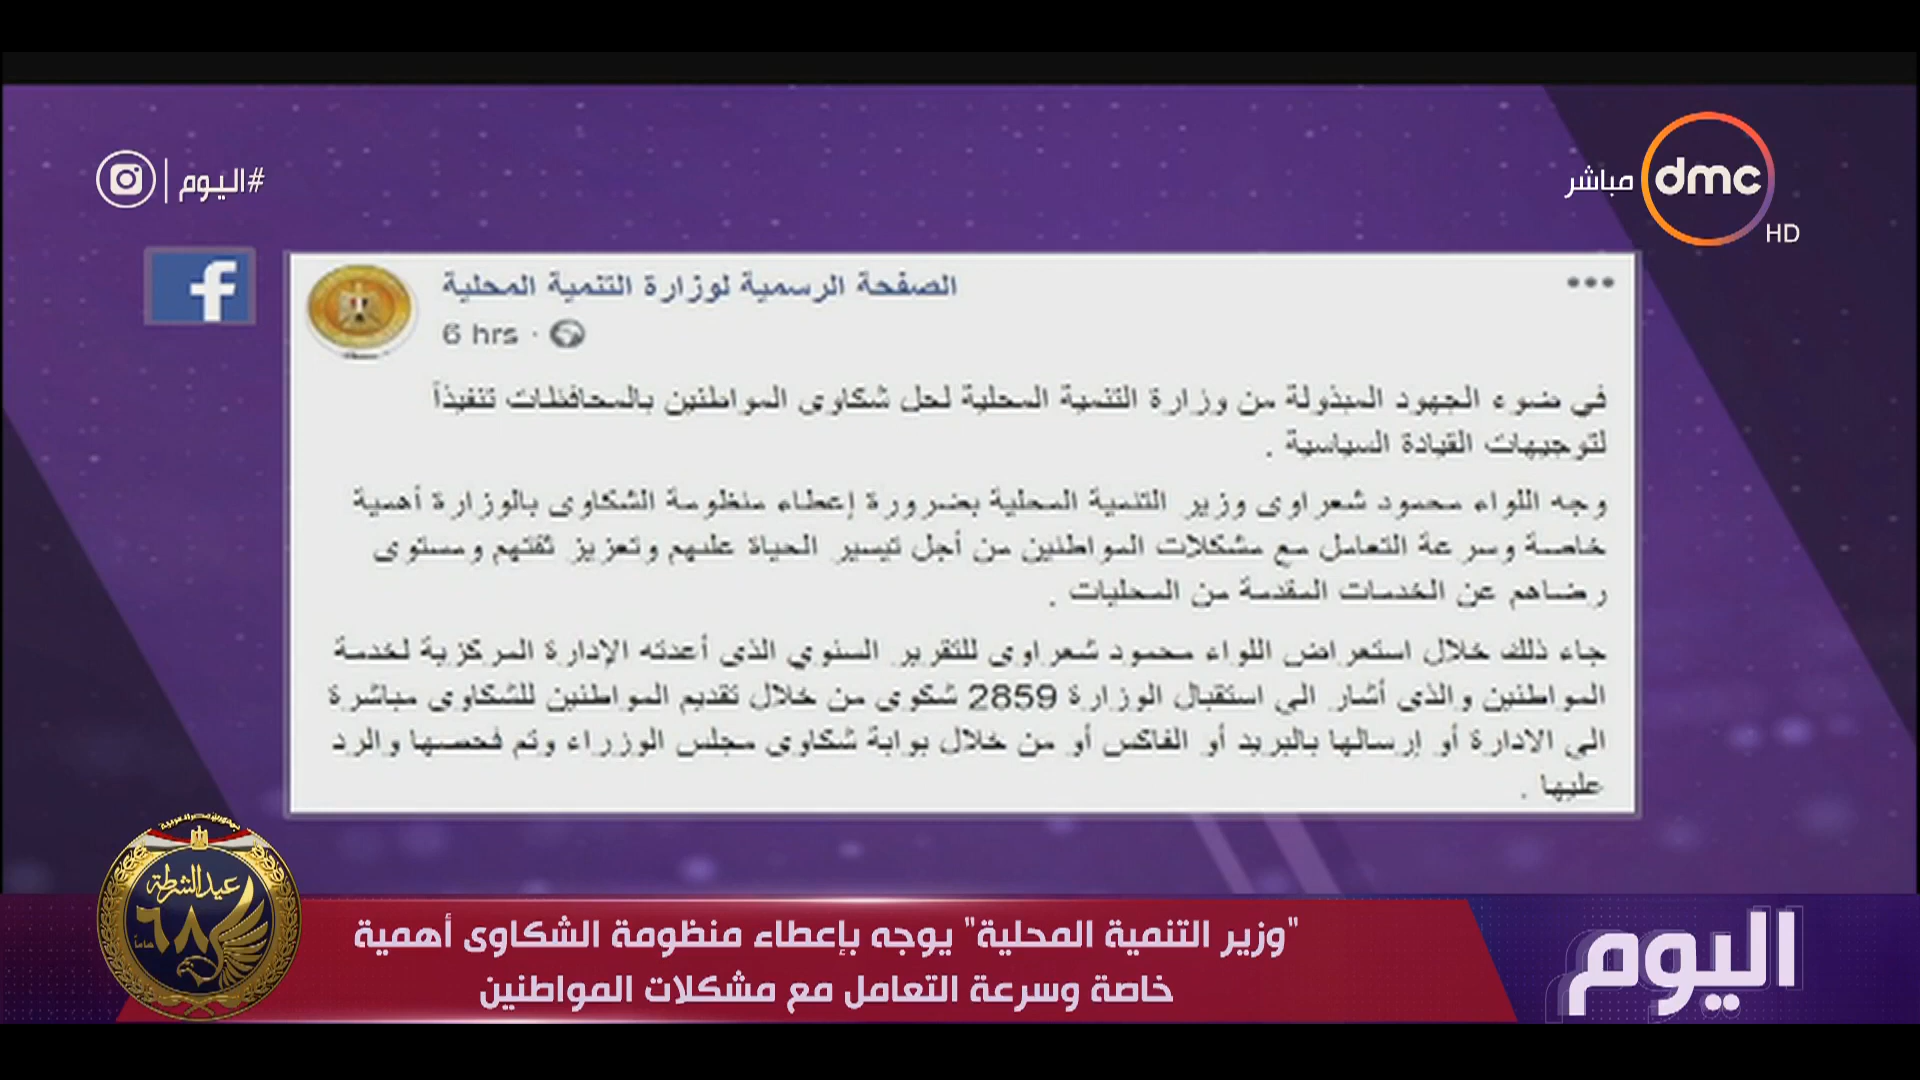 #اليوم
مباشر
dmc
HD
f
الصفحة الرسمية لوزارة التنمية المحلية
6 hrs ·
في ضوء الجهود المبذولة من وزارة التنمية المحلية لحل شكاوى المواطنين بالمحافظات تنفيذاً
لتوجيهات القيادة السياسية .
وجه اللواء محمود شعراوى وزير التنمية المحلية بضرورة إعطاء منظومة الشكاوى بالوزارة أهمية
خاصة وسرعة التعامل مع مشكلات المواطنين من أجل تيسير الحياة عليهم وتعزيز ثقتهم ومستوى
رضاهم عن الخدمات المقدمة من المحليات .
جاء ذلك خلال استعراض اللواء محمود شعراوى للتقرير السنوي الذى أعدته الإدارة المركزية لخدمة
المواطنين والذى أشار الى استقبال الوزارة 2859 شكوى من خلال تقديم المواطنين للشكاوى مباشرة
الى الادارة أو إرسالها بالبريد أو الفاكس أو من خلال بوابة شكاوى مجلس الوزراء وتم فحصها والرد
عليها .
عيد الشرطة
٦٨
عاماً
"وزير التنمية المحلية" يوجه بإعطاء منظومة الشكاوى أهمية
خاصة وسرعة التعامل مع مشكلات المواطنين
اليوم